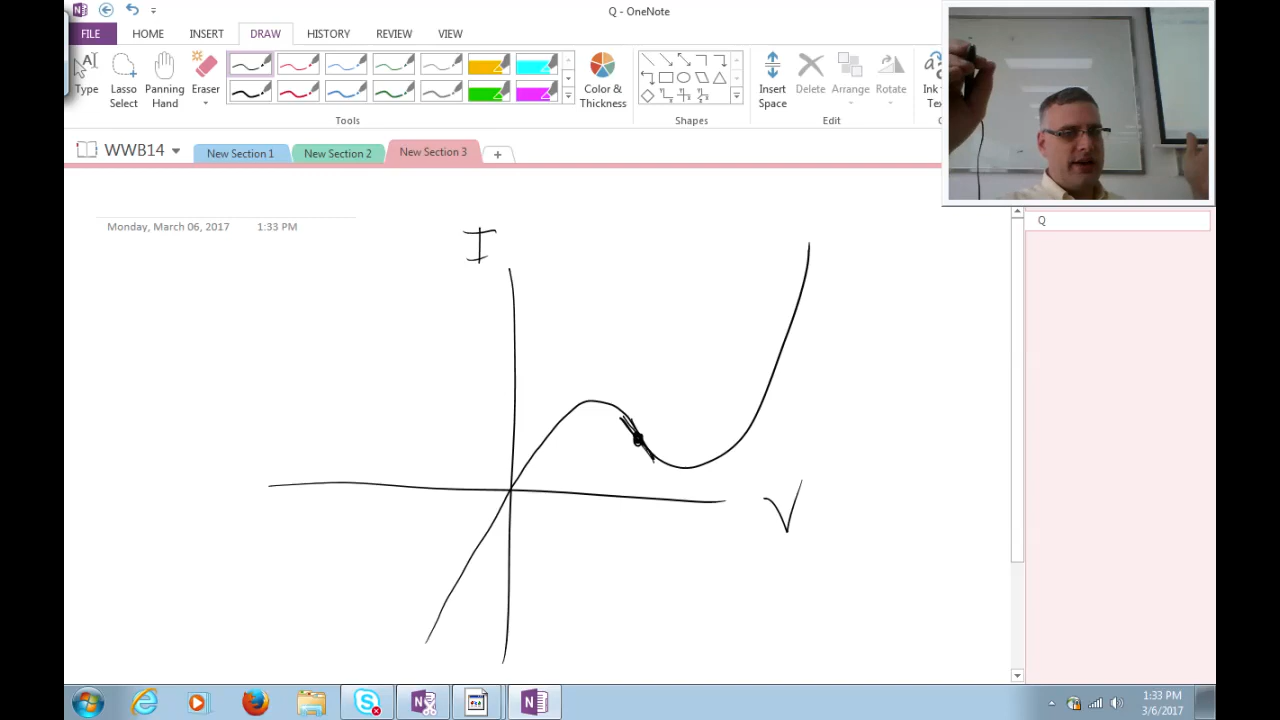 Q - OneNote
FILE HOME INSERT DRAW HISTORY REVIEW VIEW
Type
Lasso Select
Panning Hand
Eraser
Color & Thickness
Insert Space
Delete
Arrange
Rotate
Ink to
Tools
Shapes
Edit
WWB14
New Section 1
New Section 2
New Section 3
Q
Monday, March 06, 2017 1:33 PM
I
V
1:33 PM
3/6/2017